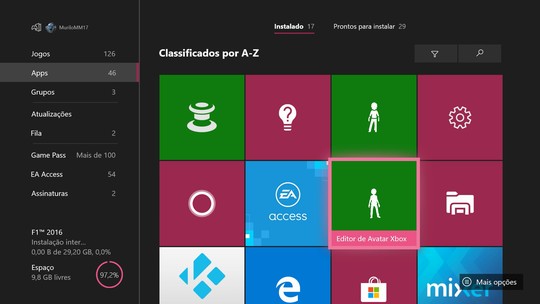 MuriloMM17
Instalado 17
Prontos para instalar 29
Classificados por A-Z
Jogos 126
Apps 46
Grupos 3
Atualizações
Fila 2
Game Pass Mais de 100
EA Access 54
Assinaturas 2
F1™ 2016
Instalação inter...
0,00 B de 29,20 GB, 0,0%
Espaço
9,8 GB livres
97,2%
EA
access
Editor de Avatar Xbox
mixer
Mais opções